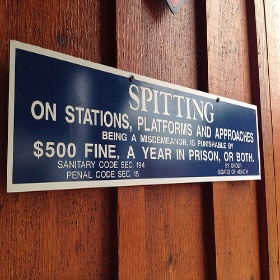 SPITTING
ON STATIONS, PLATFORMS AND APPROACHES
BEING A MISDEMEANOR, IS PUNISHABLE BY
$500 FINE, A YEAR IN PRISON, OR BOTH.
SANITARY CODE SEC. 194 BY ORDER
PENAL CODE SEC. 15 BOARD OF HEALTH